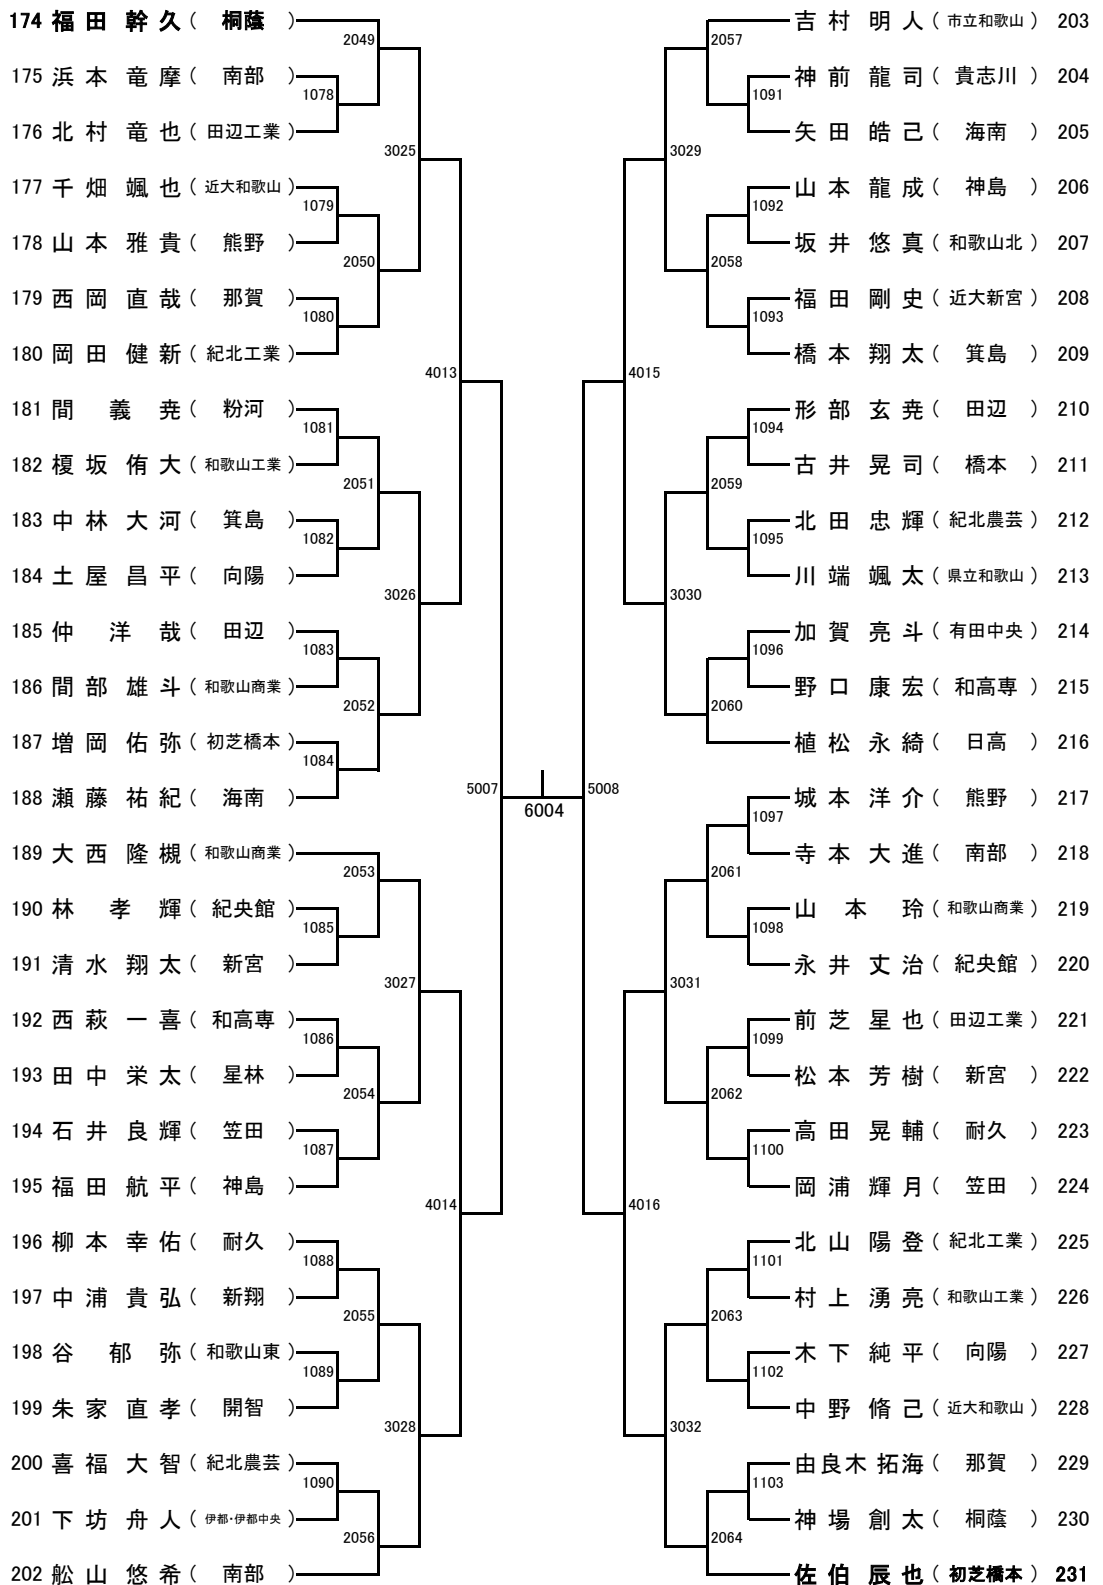 174 福田 幹久 ( 桐蔭 )
2049
175 浜本 竜摩 ( 南部 )
1078
176 北村 竜也 ( 田辺工業 )
3025
177 千畑 颯也 ( 近大和歌山 )
1079
178 山本 雅貴 ( 熊野 )
2050
179 西岡 直哉 ( 那賀 )
1080
180 岡田 健新 ( 紀北工業 )
4013
181 間 義尭 ( 粉河 )
1081
182 榎坂 侑大 ( 和歌山工業 )
2051
183 中林 大河 ( 箕島 )
1082
184 土屋 昌平 ( 向陽 )
3026
185 仲 洋哉 ( 田辺 )
1083
186 間部 雄斗 ( 和歌山商業 )
2052
187 増岡 佑弥 ( 初芝橋本 )
1084
188 瀬藤 祐紀 ( 海南 )
5007
189 大西 隆槻 ( 和歌山商業 )
2053
190 林 孝輝 ( 紀央館 )
1085
191 清水 翔太 ( 新宮 )
3027
192 西萩 一喜 ( 和高専 )
1086
193 田中 栄太 ( 星林 )
2054
194 石井 良輝 ( 笠田 )
1087
195 福田 航平 ( 神島 )
4014
196 柳本 幸佑 ( 耐久 )
1088
197 中浦 貴弘 ( 新翔 )
2055
198 谷 郁弥 ( 和歌山東 )
1089
199 朱家 直孝 ( 開智 )
3028
200 喜福 大智 ( 紀北農芸 )
1090
201 下坊 舟人 ( 伊都・伊都中央 )
2056
202 舩山 悠希 ( 南部 )
6004
吉村 明人 ( 市立和歌山 ) 203
2057
神前 龍司 ( 貴志川 ) 204
1091
矢田 皓己 ( 海南 ) 205
3029
山本 龍成 ( 神島 ) 206
1092
坂井 悠真 ( 和歌山北 ) 207
2058
福田 剛史 ( 近大新宮 ) 208
1093
橋本 翔太 ( 箕島 ) 209
4015
形部 玄尭 ( 田辺 ) 210
1094
古井 晃司 ( 橋本 ) 211
2059
北田 忠輝 ( 紀北農芸 ) 212
1095
川端 颯太 ( 県立和歌山 ) 213
3030
加賀 亮斗 ( 有田中央 ) 214
1096
野口 康宏 ( 和高専 ) 215
2060
植松 永綺 ( 日高 ) 216
5008
城本 洋介 ( 熊野 ) 217
1097
寺本 大進 ( 南部 ) 218
2061
山本 玲 ( 和歌山商業 ) 219
1098
永井 丈治 ( 紀央館 ) 220
3031
前芝 星也 ( 田辺工業 ) 221
1099
松本 芳樹 ( 新宮 ) 222
2062
高田 晃輔 ( 耐久 ) 223
1100
岡浦 輝月 ( 笠田 ) 224
4016
北山 陽登 ( 紀北工業 ) 225
1101
村上 湧亮 ( 和歌山工業 ) 226
2063
木下 純平 ( 向陽 ) 227
1102
中野 脩己 ( 近大和歌山 ) 228
3032
由良木 拓海 ( 那賀 ) 229
1103
神場 創太 ( 桐蔭 ) 230
2064
佐伯 辰也 ( 初芝橋本 ) 231